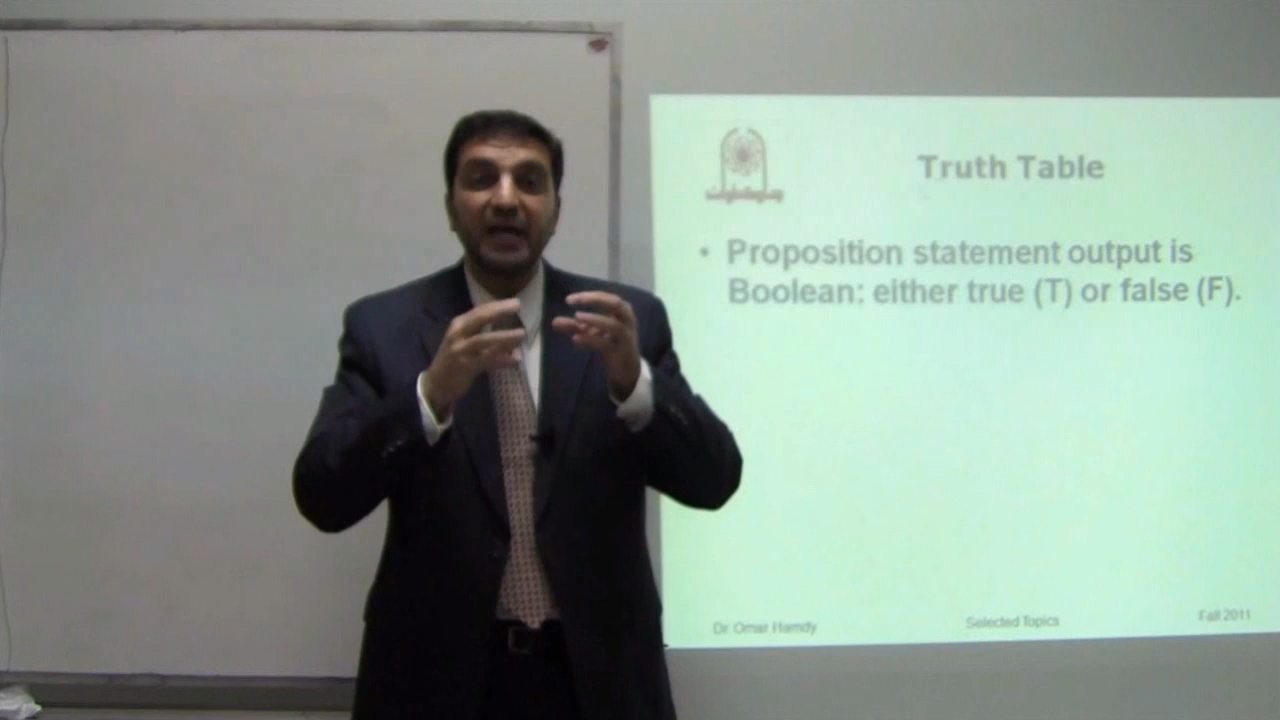 Truth Table
• Proposition statement output is
Boolean: either true (T) or false (F).
Dr. Omar Hamdy
Selected Topics
Fall 2011